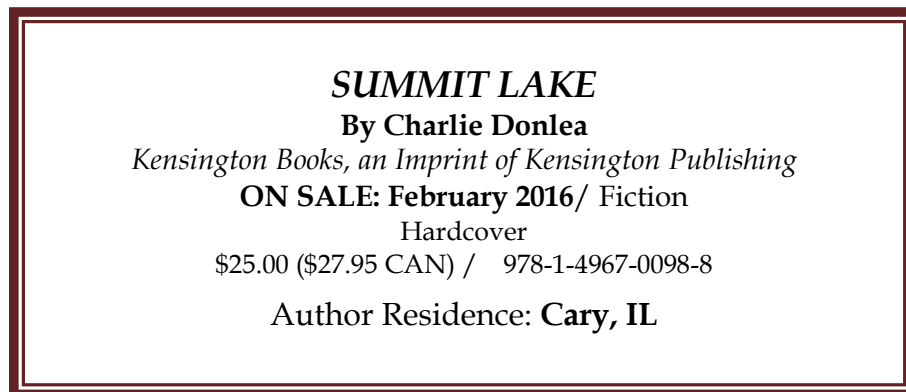 SUMMIT LAKE
By Charlie Donlea
Kensington Books, an Imprint of Kensington Publishing
ON SALE: February 2016/ Fiction
Hardcover
$25.00 ($27.95 CAN) /   978-1-4967-0098-8
Author Residence: Cary, IL